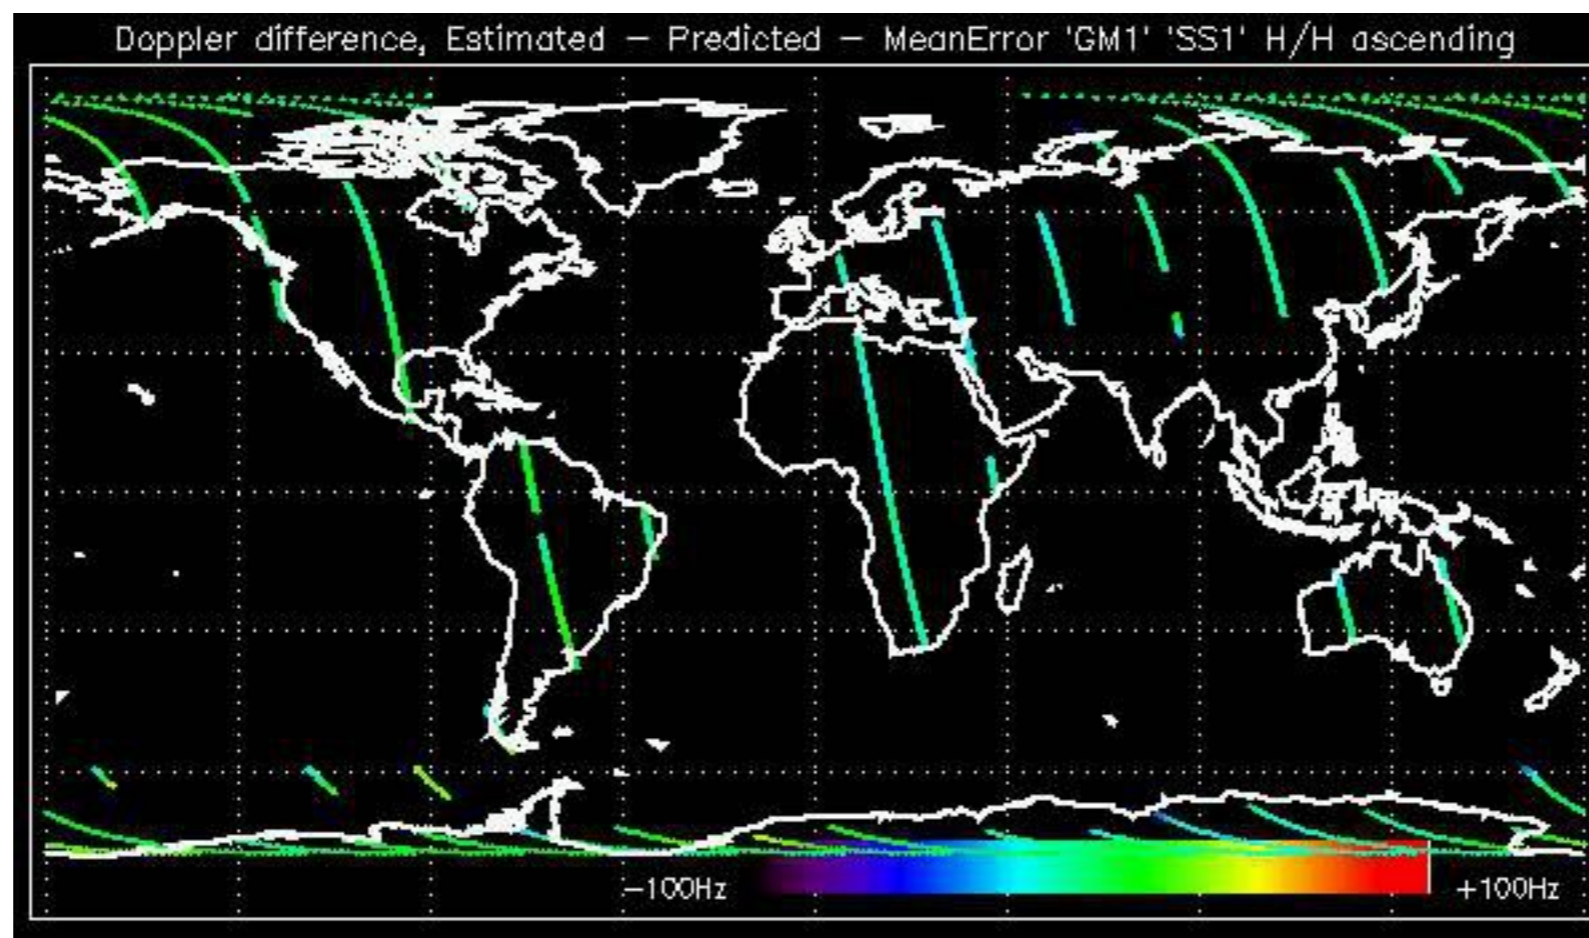 Doppler difference, Estimated – Predicted – MeanError 'GM1' 'SS1' H/H ascending
–100Hz
+100Hz